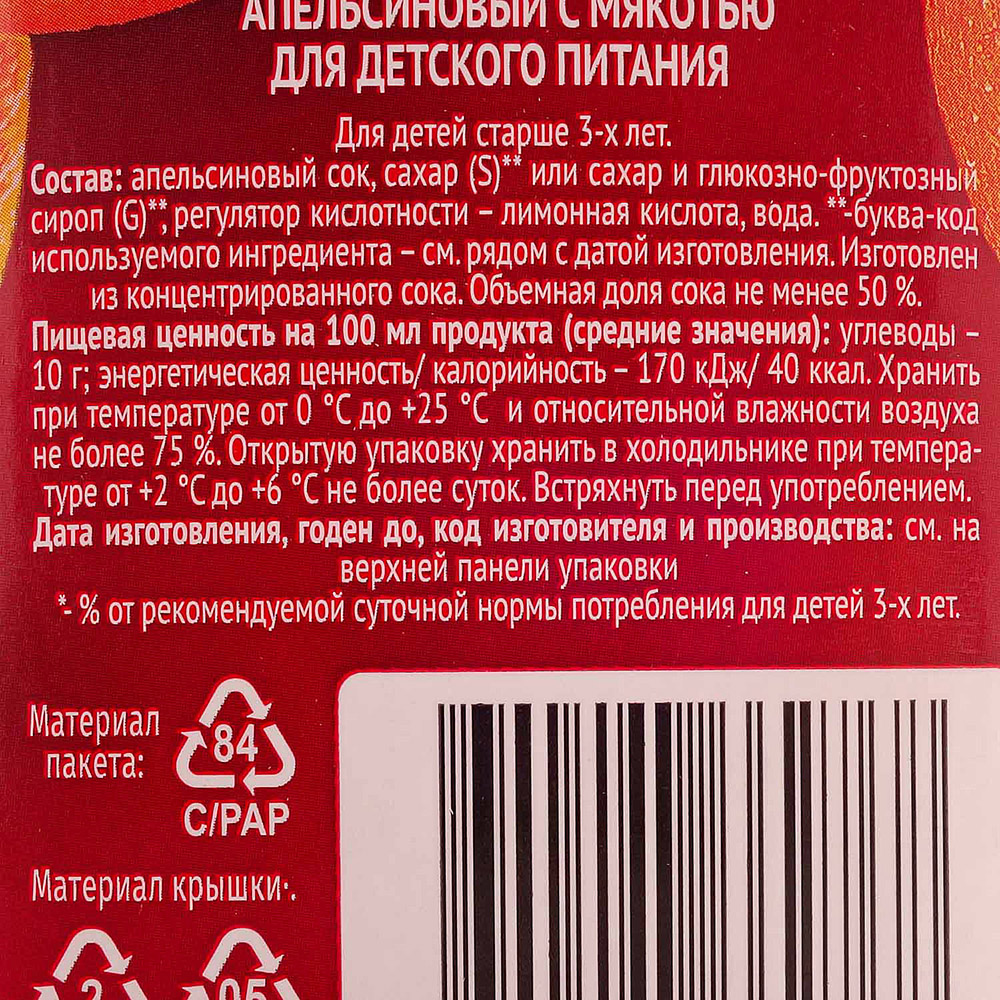 АПЕЛЬСИНОВЫЙ С МЯКОТЬЮ
ДЛЯ ДЕТСКОГО ПИТАНИЯ
Для детей старше 3-х лет.
Состав: апельсиновый сок, сахар (S)** или сахар и глюкозно-фруктозный
сироп (G)**, регулятор кислотности – лимонная кислота, вода. **-буква-код
используемого ингредиента – см. рядом с датой изготовления. Изготовлен
из концентрированного сока. Объемная доля сока не менее 50 %.
Пищевая ценность на 100 мл продукта (средние значения): углеводы –
10 г; энергетическая ценность/ калорийность – 170 кДж/ 40 ккал. Хранить
при температуре от 0 °С до +25 °С и относительной влажности воздуха
не более 75 %. Открытую упаковку хранить в холодильнике при темпера-
туре от +2 °С до +6 °С не более суток. Встряхнуть перед употреблением.
Дата изготовления, годен до, код изготовителя и производства: см. на
верхней панели упаковки
*- % от рекомендуемой суточной нормы потребления для детей 3-х лет.
Материал
пакета:
84
C/PAP
Материал крышки:
2
05